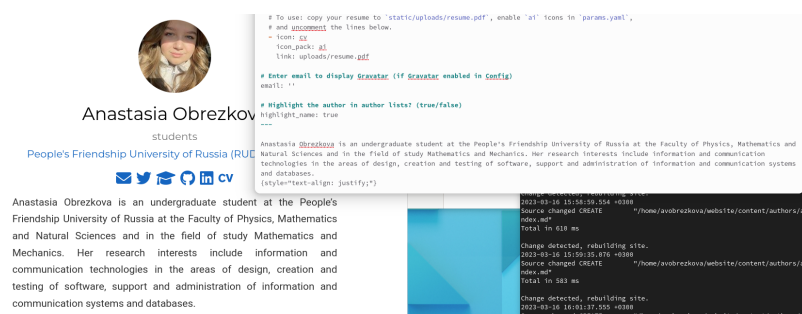 Anastasia Obrezkov
students
People's Friendship University of Russia (RUD
CV
Anastasia Obrezkova is an undergraduate student at the People's
Friendship University of Russia at the Faculty of Physics, Mathematics
and Natural Sciences and in the field of study Mathematics and
Mechanics. Her research interests include information and
communication technologies in the areas of design, creation and
testing of software, support and administration of information and
communication systems and databases.
# To use: copy your resume to `static/uploads/resume.pdf`, enable `ai` icons in `params.yaml`,
# and uncomment the lines below.
- icon: cv
icon_pack: ai
link: uploads/resume.pdf
# Enter email to display Gravatar (if Gravatar enabled in Config)
email: ''
# Highlight the author in author lists? (true/false)
highlight_name: true
---
Anastasia Obrezkova is an undergraduate student at the People's Friendship University of Russia at the Faculty of Physics, Mathematics and
Natural Sciences and in the field of study Mathematics and Mechanics. Her research interests include information and communication
technologies in the areas of design, creation and testing of software, support and administration of information and communication systems
and databases.
{style="text-align: justify;"}
Change detected, rebuilding site.
2023-03-16 15:58:59.554 +0300
Source changed CREATE "/home/avobrezkova/website/content/authors/a
ndex.md"
Total in 618 ms
Change detected, rebuilding site.
2023-03-16 15:59:35.076 +0300
Source changed CREATE "/home/avobrezkova/website/content/authors/a
ndex.md"
Total in 583 ms
Change detected, rebuilding site.
2023-03-16 16:01:37.555 +0300